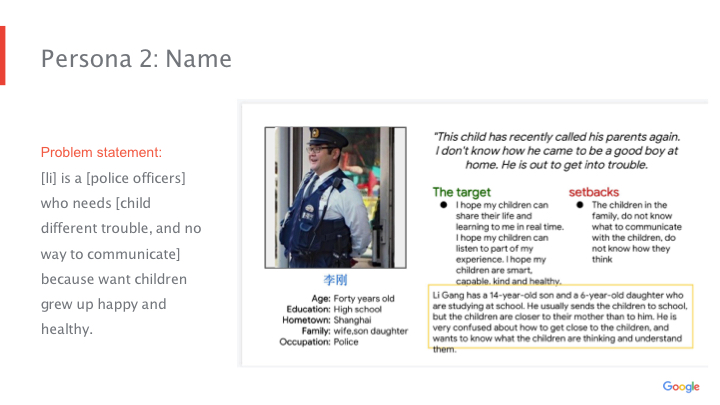 Persona 2: Name
Problem statement:
[li] is a [police officers]
who needs [child
different trouble, and no
way to communicate]
because want children
grew up happy and
healthy.
李刚
Age: Forty years old
Education: High school
Hometown: Shanghai
Family: wife,son daughter
Occupation: Police
"This child has recently called his parents again.
I don't know how he came to be a good boy at
home. He is out to get into trouble.
The target
● I hope my children can
share their life and
learning to me in real time.
I hope my children can
listen to part of my
experience. I hope my
children are smart,
capable, kind and healthy.
setbacks
● The children in the
family, do not know
what to communicate
with the children, do
not know how they
think
Li Gang has a 14-year-old son and a 6-year-old daughter who
are studying at school. He usually sends the children to school,
but the children are closer to their mother than to him. He is
very confused about how to get close to the children, and
wants to know what the children are thinking and understand
them.
Google